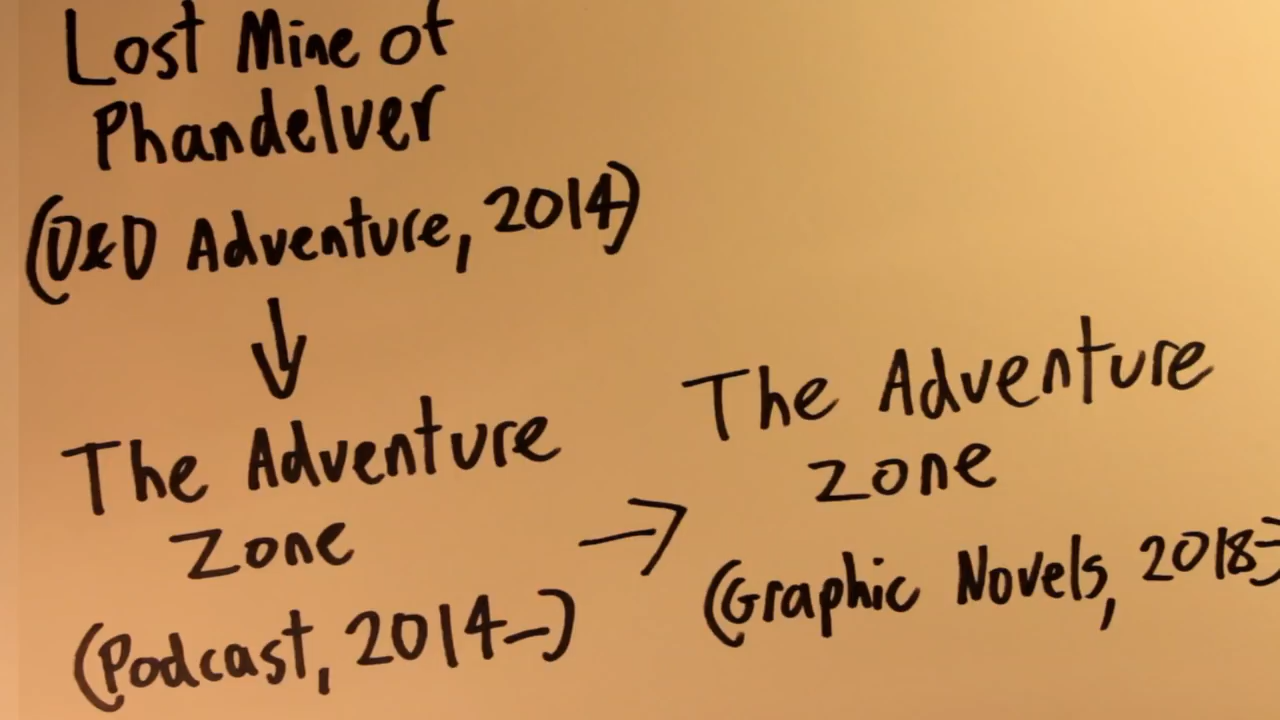 Lost Mine of
Phandelver
(D&D Adventure, 2014)
↓
The Adventure
Zone
(Podcast, 2014-)
→
The Adventure
Zone
(Graphic Novels, 2018-